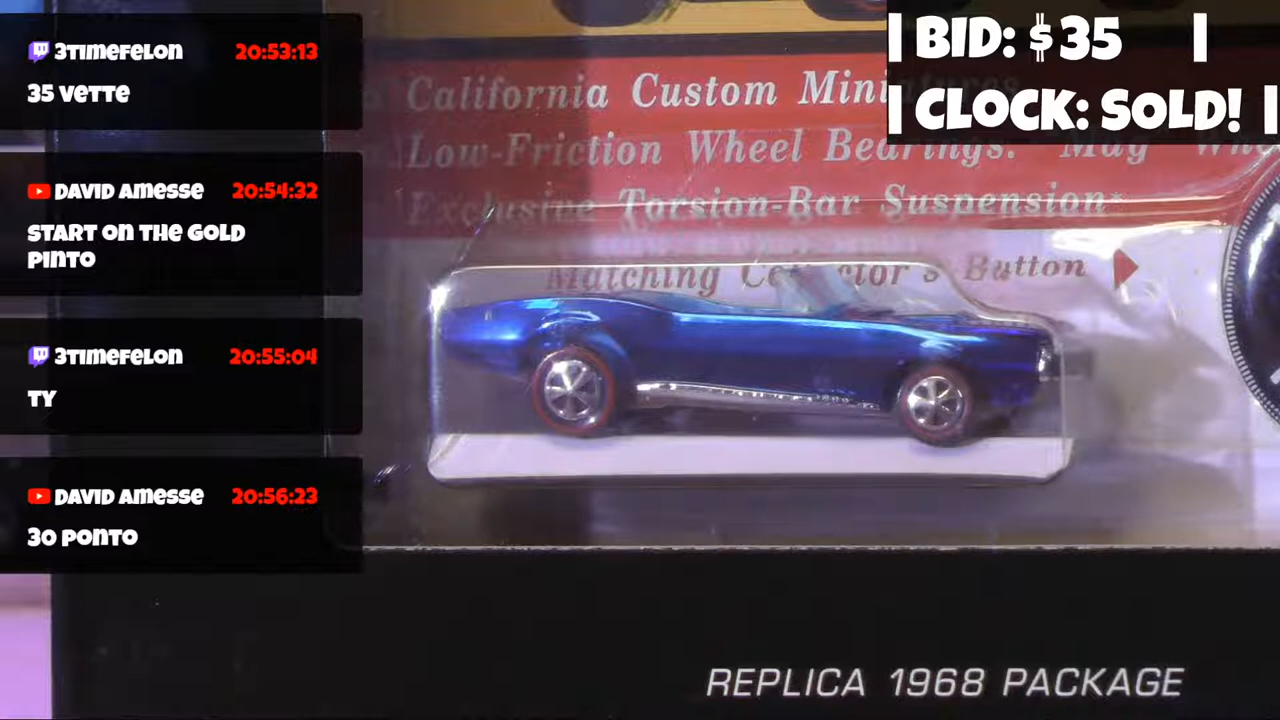 3TIMEFELON 20:53:13
35 VETTE
DAVID AMESSE 20:54:32
START ON THE GOLD
PINTO
3TIMEFELON 20:55:04
TY
DAVID AMESSE 20:56:23
30 PONTO
| BID: $35 |
| CLOCK: SOLD! |
California Custom Mini
Low-Friction Wheel Bearings. May
Exclusive Torsion-Bar Suspension*
Matching Button
REPLICA 1968 PACKAGE